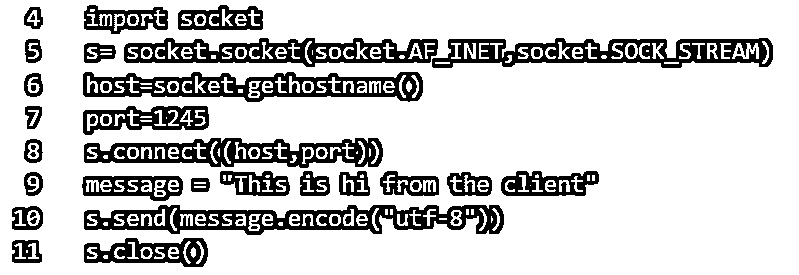 4 import socket
5 s= socket.socket(socket.AF_INET,socket.SOCK_STREAM)
6 host=socket.gethostname()
7 port=1245
8 s.connect((host,port))
9 message = "This is hi from the client"
10 s.send(message.encode("utf-8"))
11 s.close()